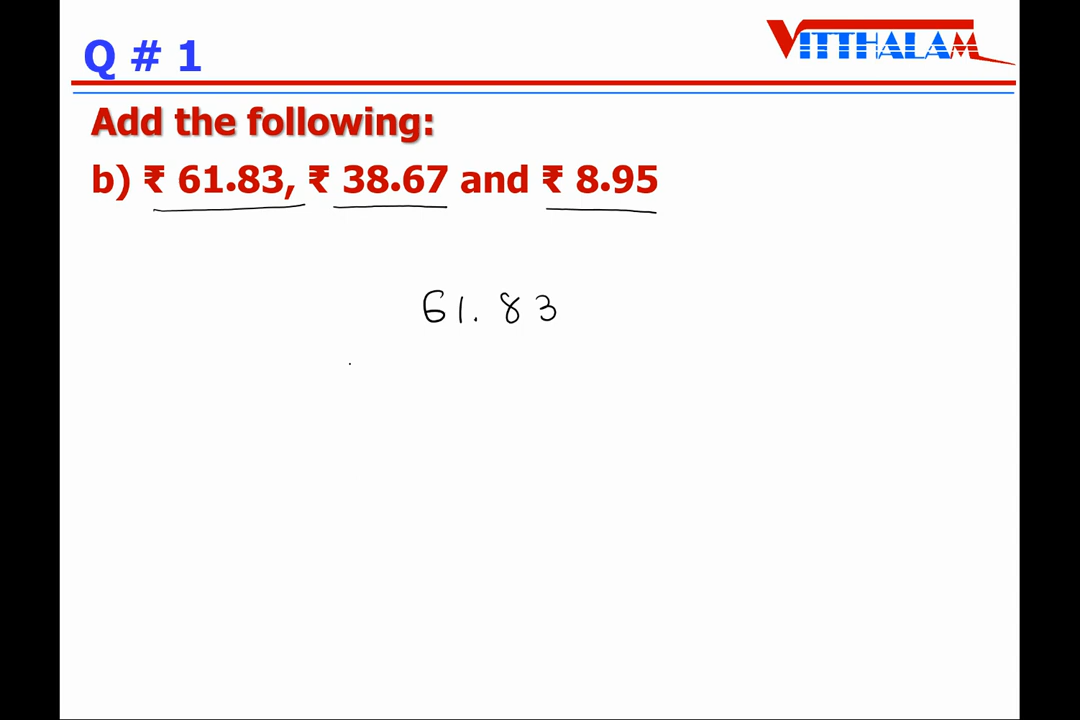 Q # 1
VITTHALAM
Add the following:
b) ₹ 61.83, ₹ 38.67 and ₹ 8.95
61.83